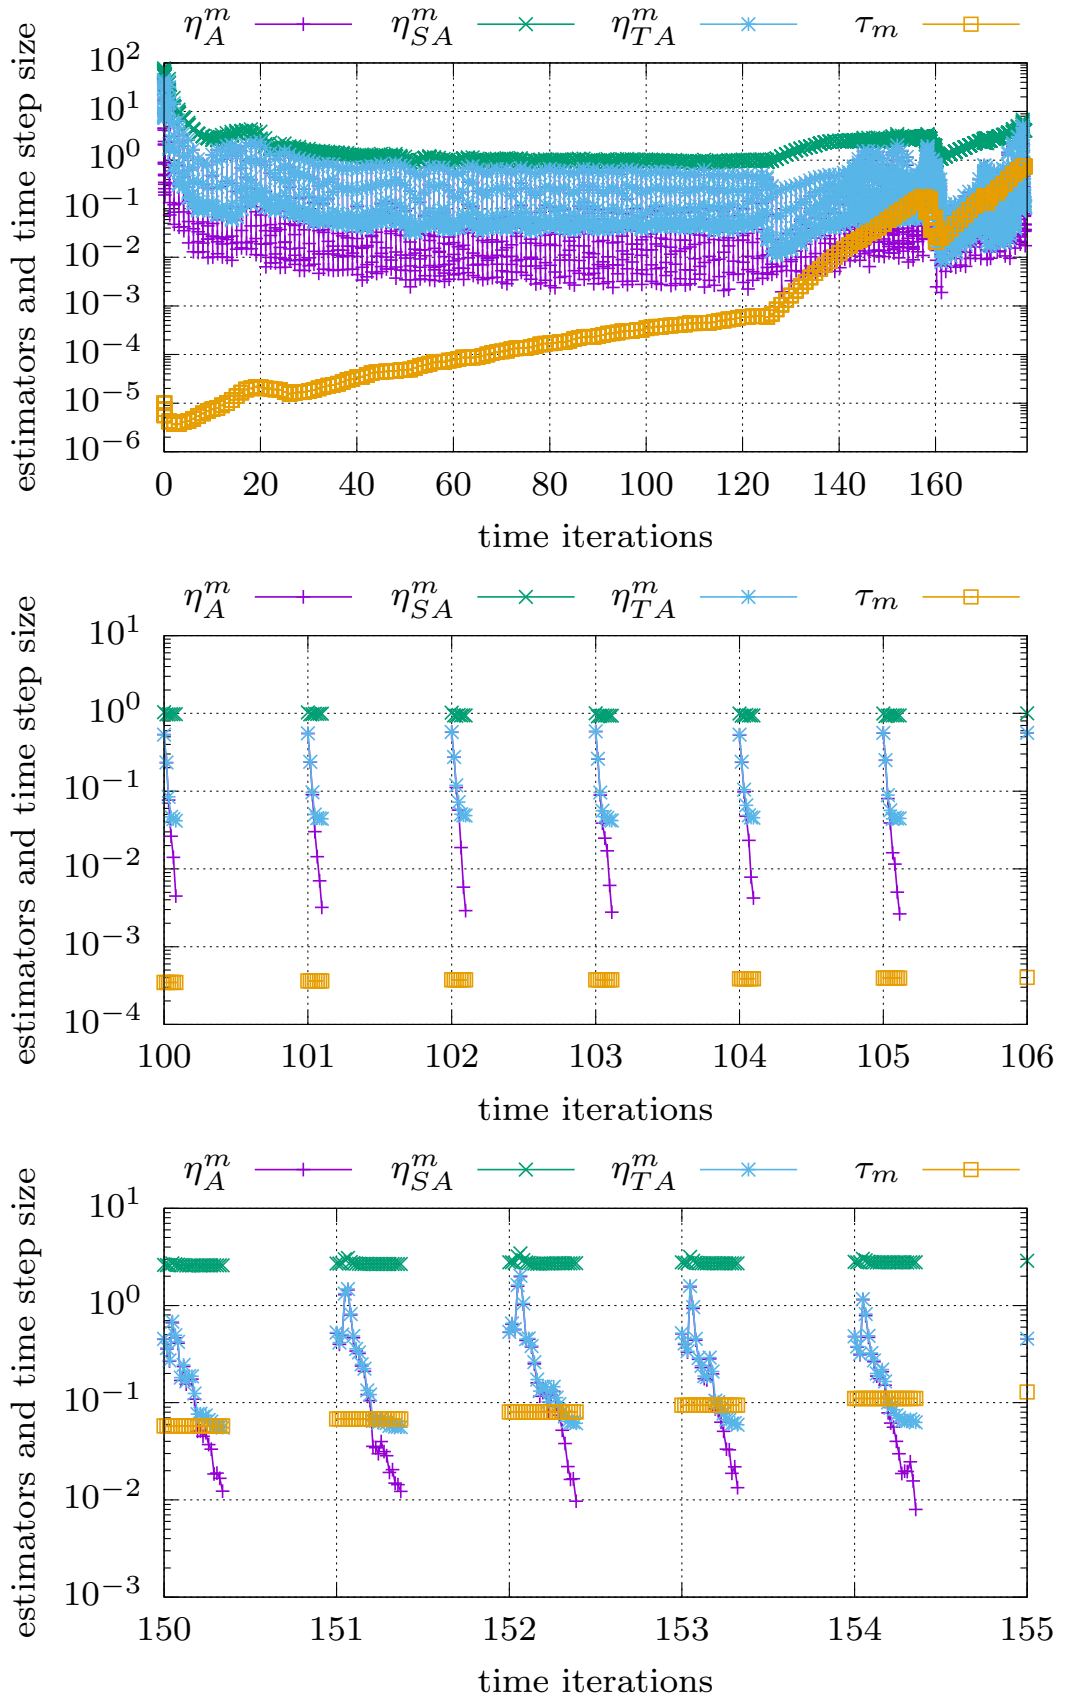 η_A^m η_SA^m η_TA^m τ_m
estimators and time step size
10^2
10^1
10^0
10^−1
10^−2
10^−3
10^−4
10^−5
10^−6
0 20 40 60 80 100 120 140 160
time iterations
η_A^m η_SA^m η_TA^m τ_m
estimators and time step size
10^1
10^0
10^−1
10^−2
10^−3
10^−4
100 101 102 103 104 105 106
time iterations
η_A^m η_SA^m η_TA^m τ_m
estimators and time step size
10^1
10^0
10^−1
10^−2
10^−3
150 151 152 153 154 155
time iterations